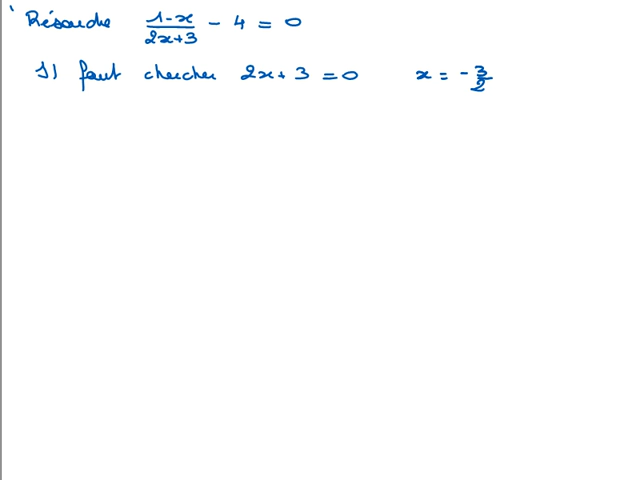 Résoudre (1-x)/(2x+3) - 4 = 0
Il faut chercher 2x + 3 = 0 x = - 3/2